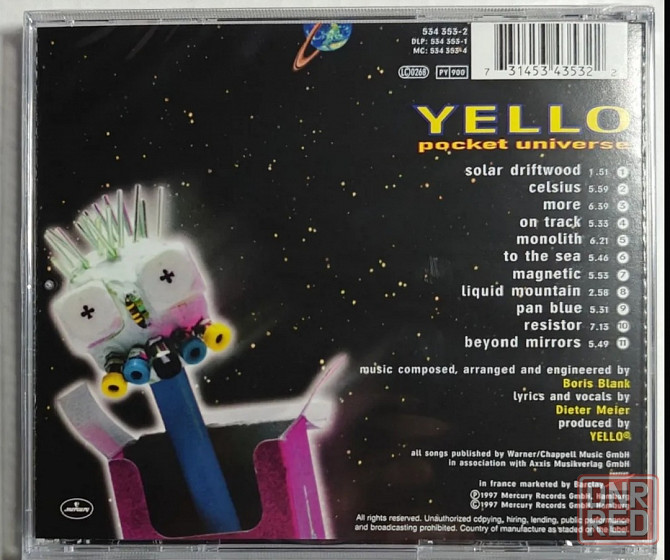 534 353-2
DLP: 534 353-1
MC: 534 353-4
LC0268
PY 900
7 31453 43532 2
YELLO
pocket universe
solar driftwood 1.51 1
celsius 5.59 2
more 6.39 3
on track 5.33 4
monolith 6.21 5
to the sea 5.46 6
magnetic 5.53 7
liquid mountain 2.58 8
pan blue 5.31 9
resistor 7.13 10
beyond mirrors 5.49 11
music composed, arranged and engineered by
Boris Blank
lyrics and vocals by
Dieter Meier
produced by
YELLO®
all songs published by Warner/Chappell Music GmbH
in association with Axxis Musikverlag GmbH
in france marketed by Barclay
℗1997 Mercury Records GmbH, Hamburg
©1997 Mercury Records GmbH, Hamburg
All rights reserved. Unauthorized copying, hiring, lending, public performance
and broadcasting prohibited. Country of manufacture as staded on the label.
mercury
UNR
RED